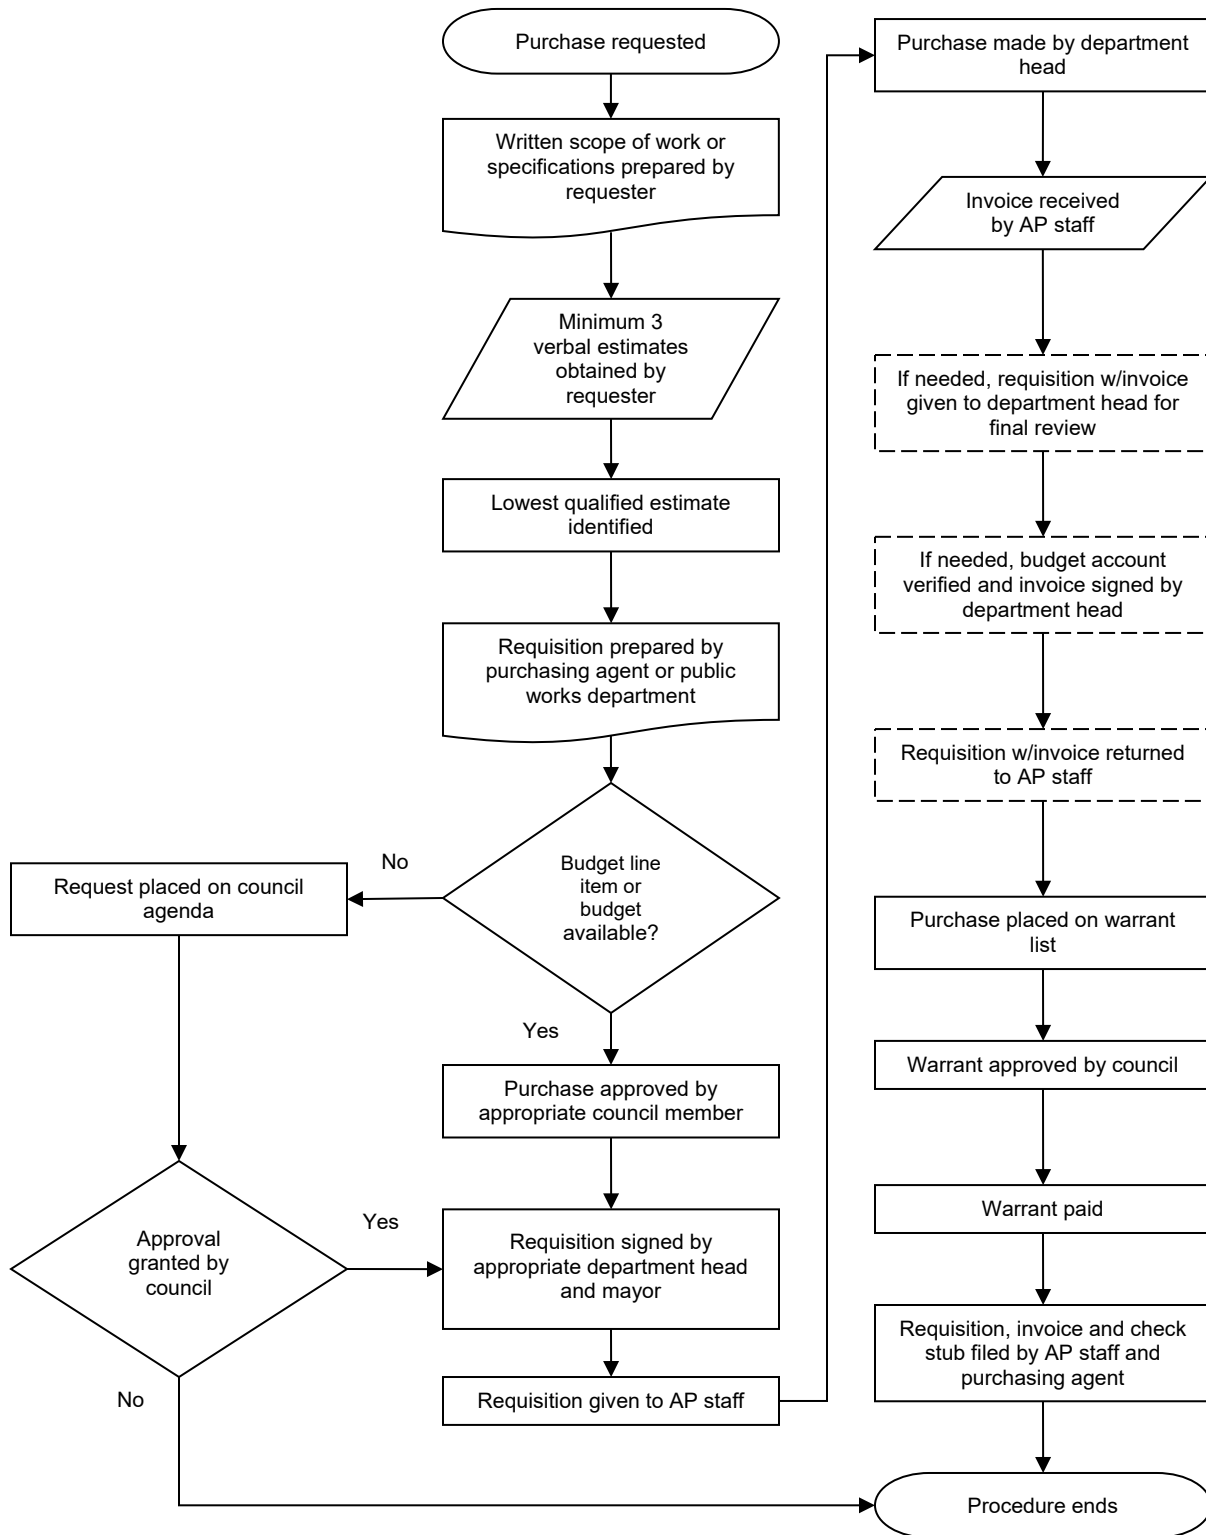 Purchase requested
Written scope of work or
specifications prepared by
requester
Minimum 3
verbal estimates
obtained by
requester
Lowest qualified estimate
identified
Requisition prepared by
purchasing agent or public
works department
Budget line
item or
budget
available?
No
Request placed on council
agenda
Yes
Purchase approved by
appropriate council member
Approval
granted by
council
Yes
Requisition signed by
appropriate department head
and mayor
No
Requisition given to AP staff
Purchase made by department
head
Invoice received
by AP staff
If needed, requisition w/invoice
given to department head for
final review
If needed, budget account
verified and invoice signed by
department head
Requisition w/invoice returned
to AP staff
Purchase placed on warrant
list
Warrant approved by council
Warrant paid
Requisition, invoice and check
stub filed by AP staff and
purchasing agent
Procedure ends